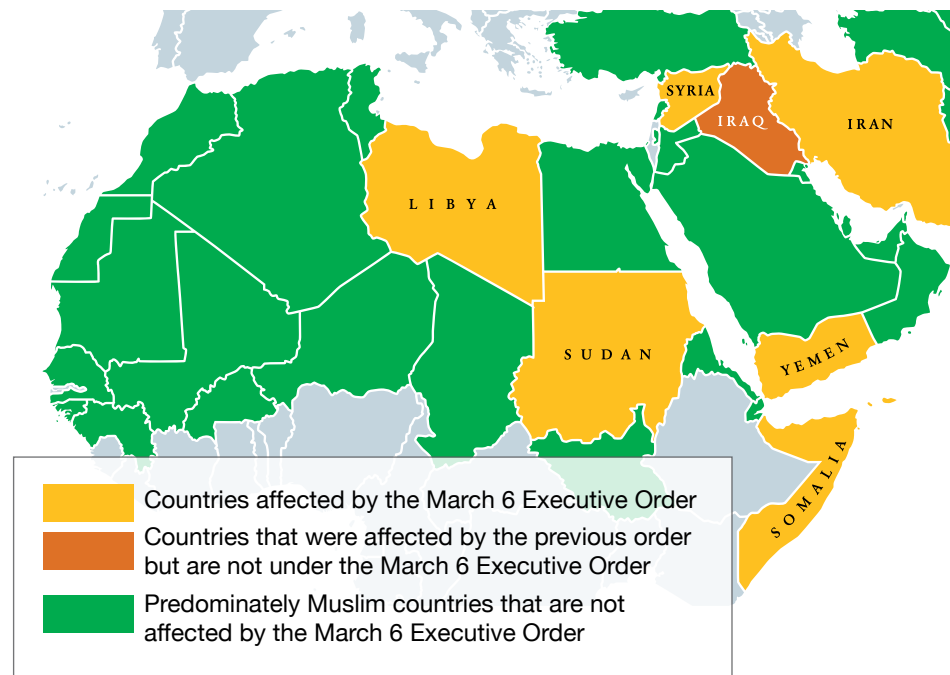 SYRIA
IRAQ
IRAN
LIBYA
SUDAN
YEMEN
SOMALIA
Countries affected by the March 6 Executive Order
Countries that were affected by the previous order
but are not under the March 6 Executive Order
Predominately Muslim countries that are not
affected by the March 6 Executive Order